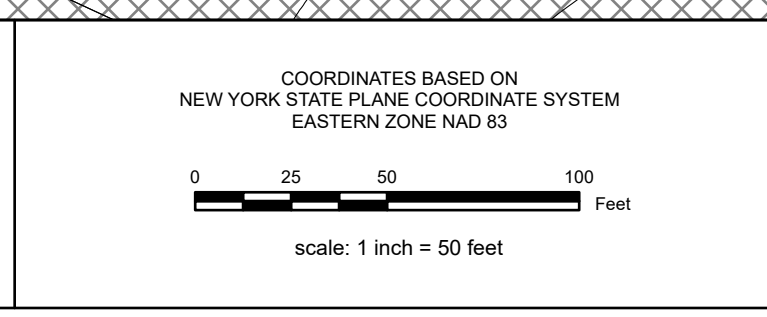 COORDINATES BASED ON
NEW YORK STATE PLANE COORDINATE SYSTEM
EASTERN ZONE NAD 83
0 25 50 100
Feet
scale: 1 inch = 50 feet